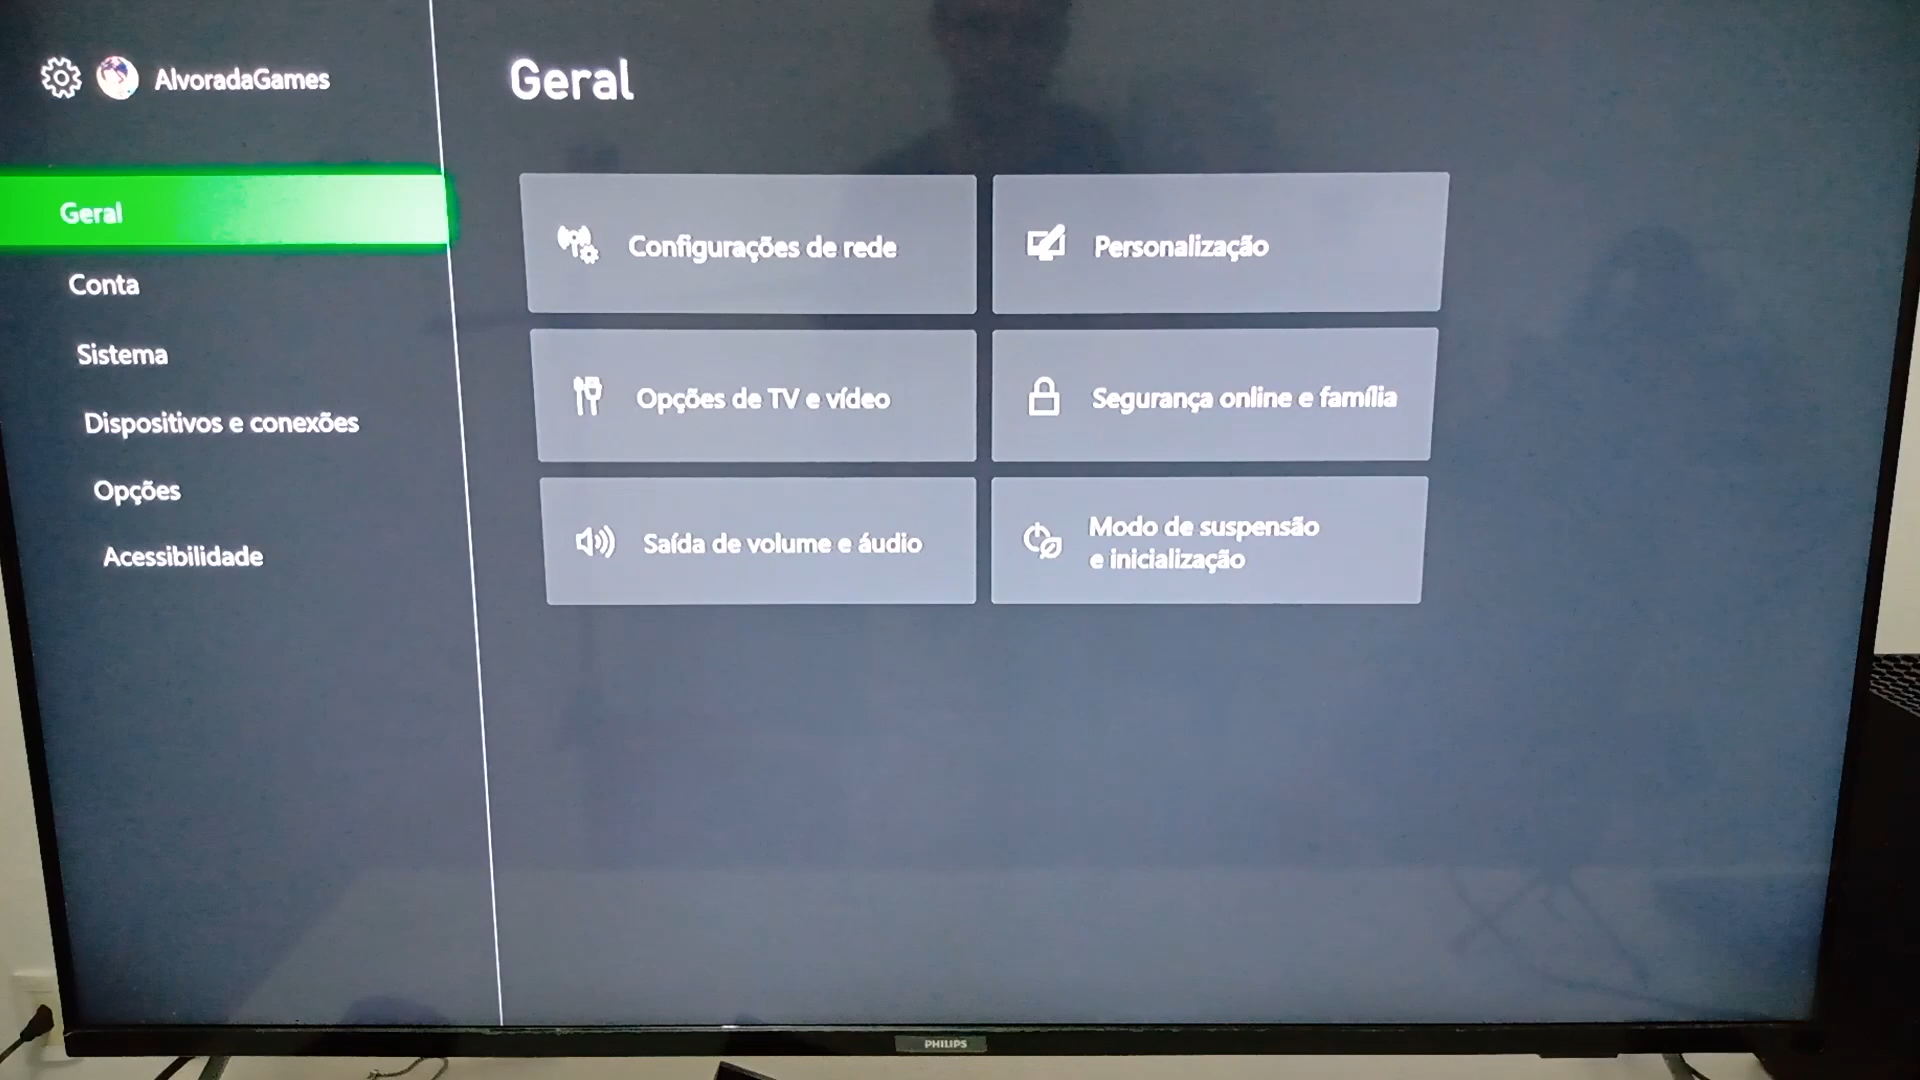 AlvoradaGames
Geral
Geral
Conta
Sistema
Dispositivos e conexões
Opções
Acessibilidade
Configurações de rede
Personalização
Opções de TV e vídeo
Segurança online e família
Saída de volume e áudio
Modo de suspensão
e inicialização
PHILIPS